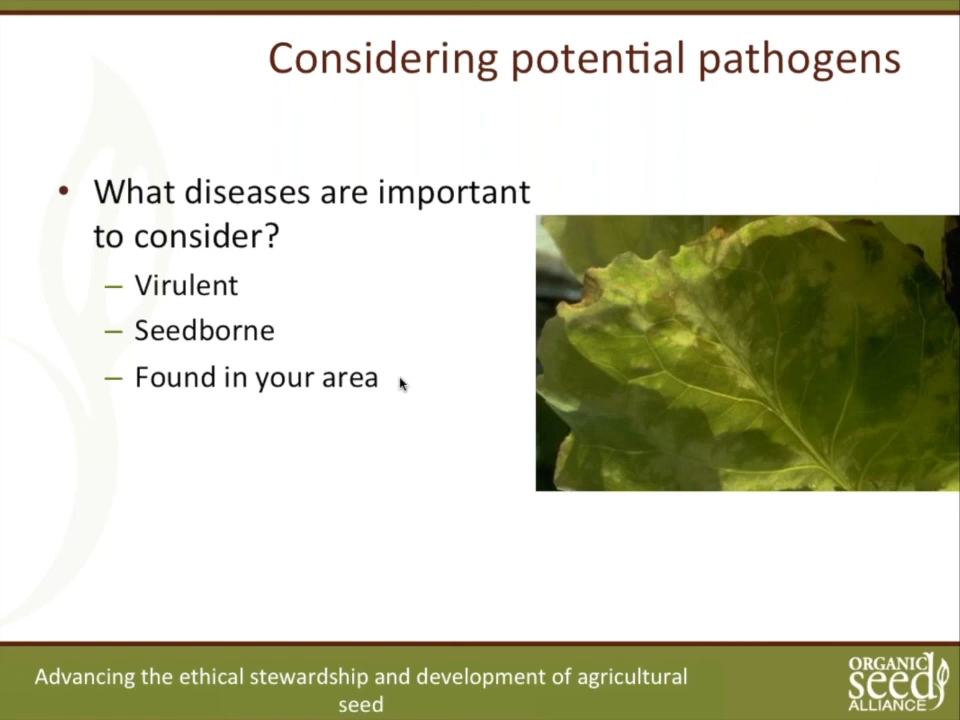 Considering potential pathogens
• What diseases are important
to consider?
– Virulent
– Seedborne
– Found in your area
Advancing the ethical stewardship and development of agricultural
seed
ORGANIC
seed
ALLIANCE